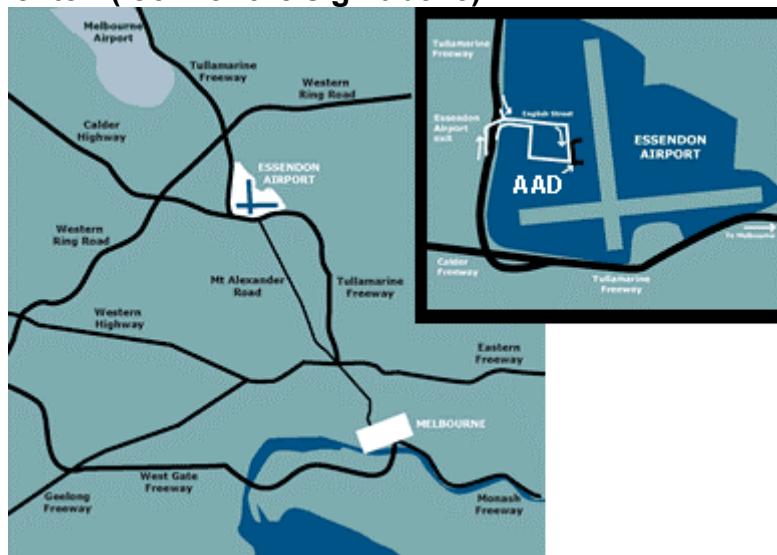 Melbourne
Airport
Tullamarine
Freeway
Western
Ring Road
Calder
Highway
ESSENDON
AIRPORT
Western
Ring Road
Mt Alexander
Road
Tullamarine
Freeway
Western
Highway
Eastern
Freeway
MELBOURNE
West Gate
Freeway
Geelong
Freeway
Monash
Freeway
Tullamarine
Freeway
Essendon
Airport
exit
English Street
ESSENDON
AIRPORT
AAD
To Melbourne
Calder
Freeway
Tullamarine
Freeway